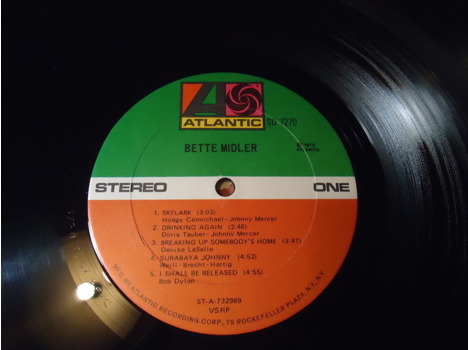 ATLANTIC
SD 7270
BETTE MIDLER
STEREO
ONE
1. SKYLARK (3:02)
Hoagy Carmichael-Johnny Mercer
2. DRINKING AGAIN (2:46)
Doris Tauber-Johnny Mercer
3. BREAKING UP SOMEBODY'S HOME (3:47)
Denise LaSalle
4. SURABAYA JOHNNY (4:52)
Weill-Brecht-Hartig
5. I SHALL BE RELEASED (4:55)
Bob Dylan
ST-A-732989
VSRP
MFG. BY ATLANTIC RECORDING CORP., 75 ROCKEFELLER PLAZA, N.Y., N.Y.